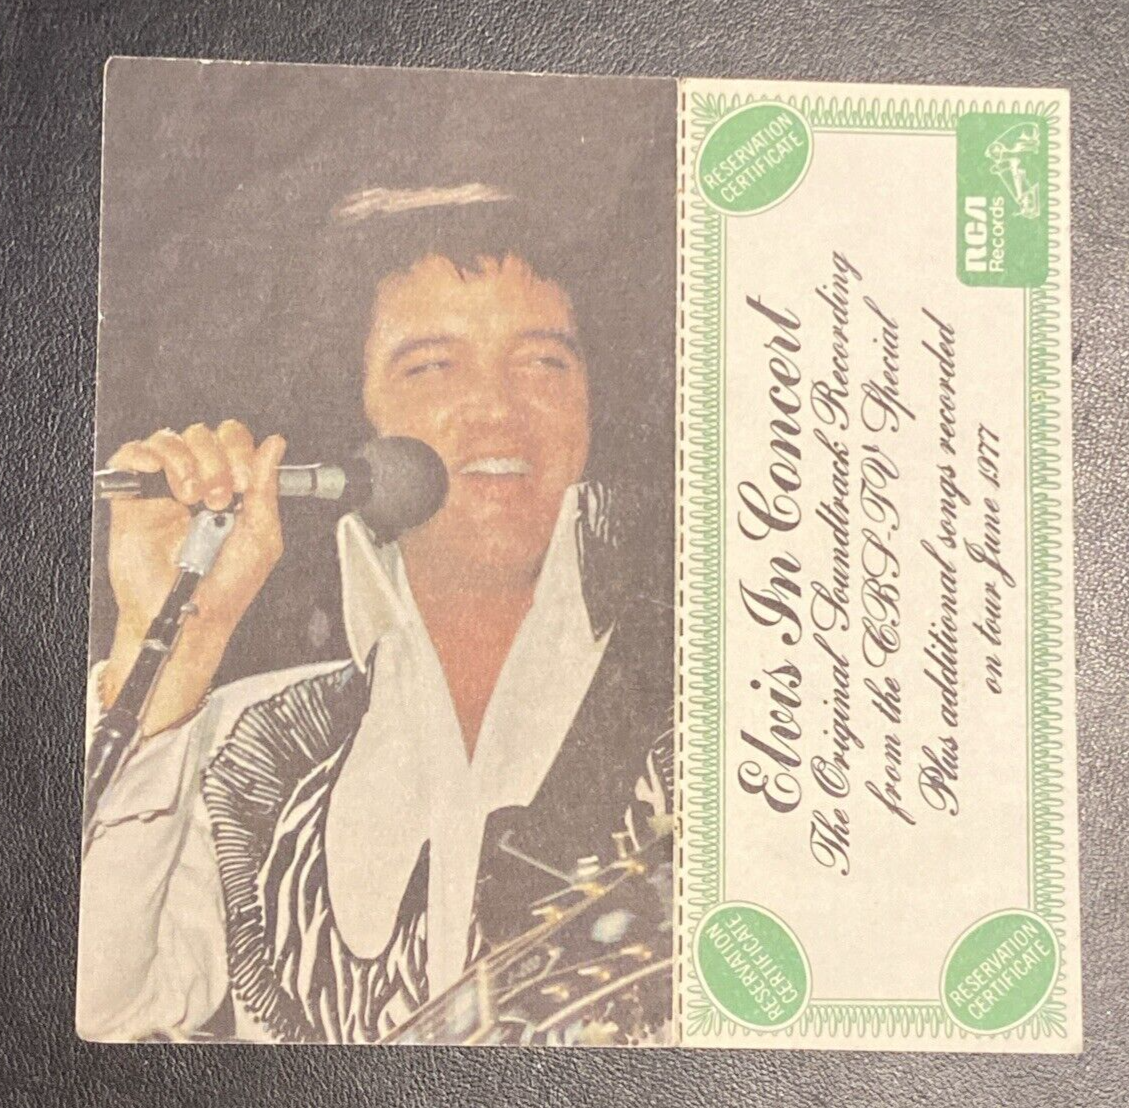 RESERVATION
CERTIFICATE
RCA
Records
Elvis In Concert
The Original Soundtrack Recording
from the CBS-TV Special
Plus additional songs recorded
on tour June 1977
RESERVATION
CERTIFICATE
RESERVATION
CERTIFICATE